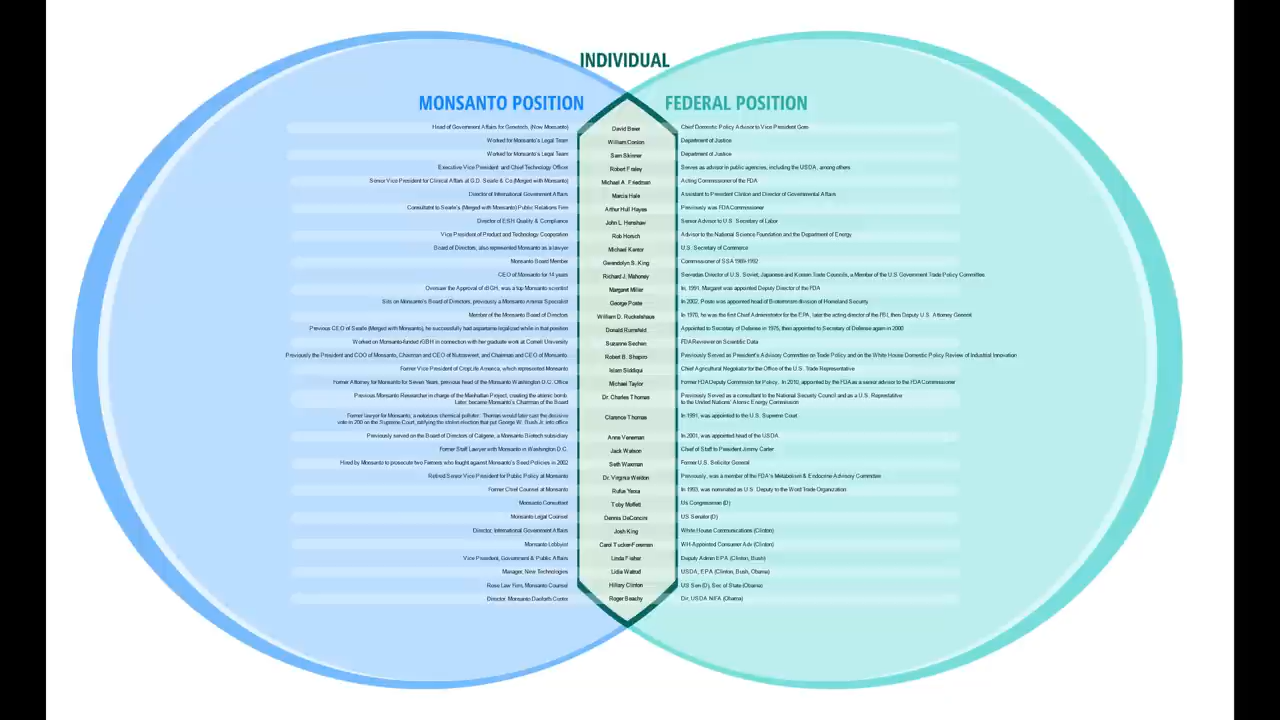 INDIVIDUAL
MONSANTO POSITION FEDERAL POSITION
Head of Government Affairs for Genetech, (Now Monsanto) David Beier Chief Domestic Policy Advisor to Vice President Gore
Worked for Monsanto's Legal Team William Conlon Department of Justice
Worked for Monsanto's Legal Team Sam Skinner Department of Justice
Executive Vice President and Chief Technology Officer Robert Fraley Serves as advisor in public agencies, including the USDA, among others
Senior Vice President for Clinical Affairs at G.D. Searle & Co (Merged with Monsanto) Michael A. Friedman Acting Commissioner of the FDA
Director of International Government Affairs Marcia Hale Assistant to President Clinton and Director of Governmental Affairs
Consultant to Searle's (Merged with Monsanto) Public Relations Firm Arthur Hull Hayes Previously was FDA Commissioner
Director of ESH Quality & Compliance John L. Henshaw Senior Advisor to U.S. Secretary of Labor
Vice President of Product and Technology Cooperation Rob Horsch Advisor to the National Science Foundation and the Department of Energy
Board of Directors, also represented Monsanto as a lawyer Michael Kantor U.S. Secretary of Commerce
Monsanto Board Member Gwendolyn S. King Commissioner of SSA 1989-1992
CEO of Monsanto for 14 years Richard J. Mahoney Director of U.S. Soviet, Japanese and Korean Trade Councils, a Member of the U.S Government Trade Policy Committee
Oversaw the Approval of rBGH, was a top Monsanto scientist Margaret Miller In, 1991, Margaret was appointed Deputy Director of the FDA
Sits on Monsanto's Board of Directors, previously a Monsanto Animal Specialist George Poste In 2002, Poste was appointed head of Bioterrorism division of Homeland Security
Member of the Monsanto Board of Directors William D. Ruckelshaus In 1970, he was the first Chief Administrator for the EPA, later the acting director of the FBI, then Deputy U.S. Attorney General
Previous CEO of Searle (Merged with Monsanto), he successfully had aspartame legalized while in that position Donald Rumsfeld Appointed to Secretary of Defense in 1975, then appointed to Secretary of Defense again in 2000
Worked on Monsanto-funded rGBH in connection with her graduate work at Cornell University Suzanne Sechen FDA Reviewer on Scientific Data
Previously the President and COO of Monsanto, Chairman and CEO of Nutrasweet, and Chairman and CEO of Monsanto Robert B. Shapiro Previously Served as President's Advisory Committee on Trade Policy and on the White House Domestic Policy Review of Industrial Innovation
Former Vice President of CropLife America, which represented Monsanto Islam Siddiqui Chief Agricultural Negotiator for the Office of the U.S. Trade Representative
Former Attorney for Monsanto for Seven Years, previous head of the Monsanto Washington D.C. Office Michael Taylor Former FDA Deputy Commission for Policy. In 2010, appointed by the FDA as a senior advisor to the FDA Commissioner
Previous Monsanto Researcher in charge of the Manhattan Project, creating the atomic bomb. Dr. Charles Thomas Previously Served as a consultant to the National Security Council and as a U.S.
Later, became Monsanto's Chairman of the Board to the United Nations' Atomic Energy Commission
Former lawyer for Monsanto, a notorious chemical polluter. Thomas would later cast the decisive Clarence Thomas In 1991, was appointed to the U.S. Supreme Court
vote in 200 on the Supreme Court, ratifying the stolen election that put George W. Bush Jr. into office
Previously served on the Board of Directors of Calgene, a Monsanto Biotech subsidiary Anne Veneman In 2001, was appointed head of the USDA
Former Staff Lawyer with Monsanto in Washington D.C. Jack Watson Chief of Staff to President Jimmy Carter
Hired by Monsanto to prosecute two Farmers who fought against Monsanto's Seed Policies in 2002 Seth Waxman Former U.S. Solicitor General
Retired Senior Vice President for Public Policy at Monsanto Dr. Virginia Weldon Previously, was a member of the FDA's Metabolism & Endocrine Advisory Committee
Former Chief Counsel at Monsanto Rufus Yerxa In 1993, was nominated as U.S. Deputy to the Word Trade Organization
Monsanto Consultant Toby Moffett Us Congressman (D)
Monsanto Legal Counsel Dennis DeConcini US Senator (D)
Director, International Government Affairs Josh King White House Communications (Clinton)
Monsanto Lobbyist Carol Tucker-Foreman WH-Appointed Consumer Adv (Clinton)
Vice President, Government & Public Affairs Linda Fisher Deputy Admin EPA (Clinton, Bush)
Manager, New Technologies Lidia Watrud USDA, EPA (Clinton, Bush, Obama)
Rose Law Firm, Monsanto Counsel Hillary Clinton US Sen (D), Sec of State (Obama)
Director, Monsanto Danforth Center Roger Beachy Dir, USDA NIFA (Obama)